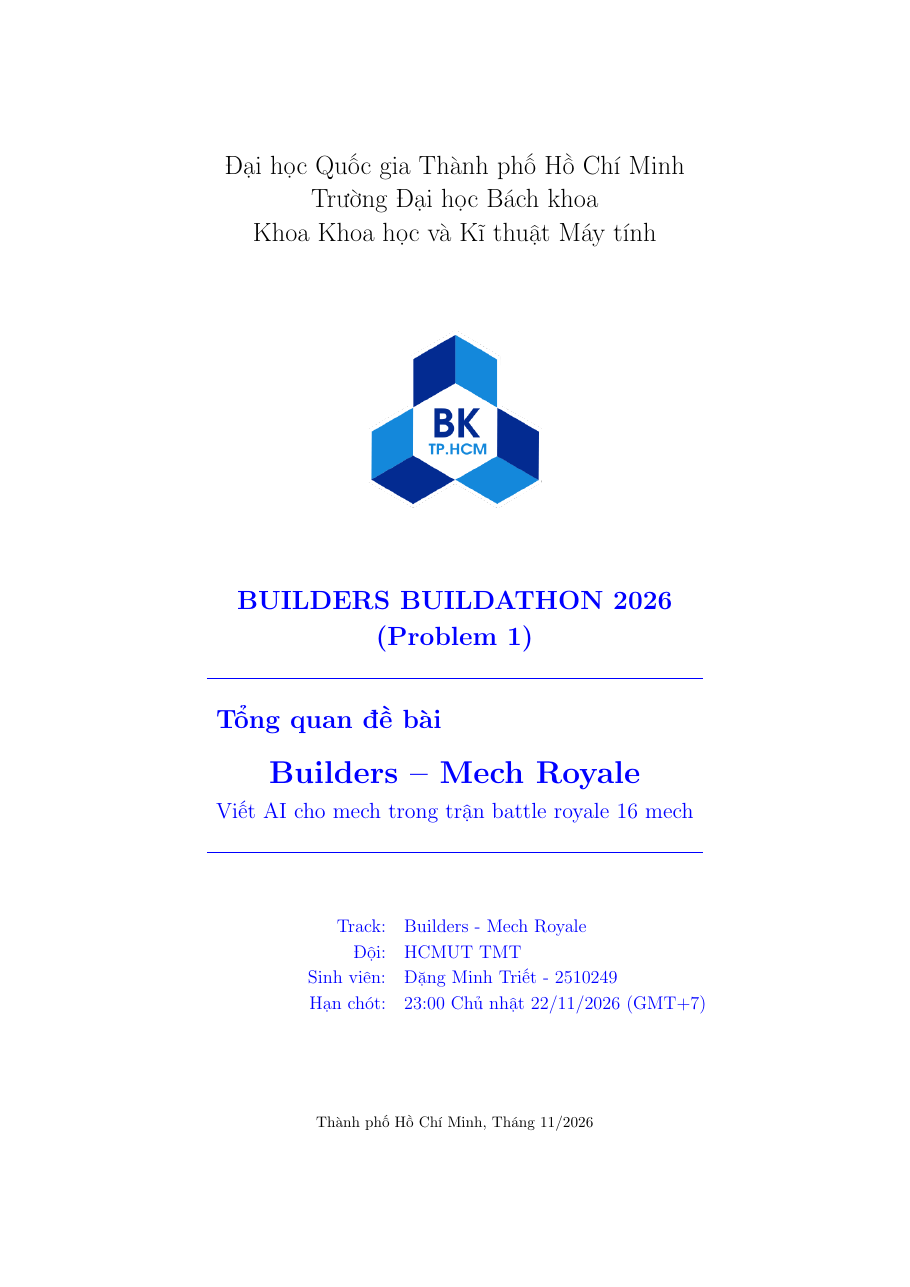 Đại học Quốc gia Thành phố Hồ Chí Minh
Trường Đại học Bách khoa
Khoa Khoa học và Kĩ thuật Máy tính
BK
TP.HCM
BUILDERS BUILDATHON 2026
(Problem 1)
Tổng quan đề bài
Builders – Mech Royale
Viết AI cho mech trong trận battle royale 16 mech
Track: Builders - Mech Royale
Đội: HCMUT TMT
Sinh viên: Đặng Minh Triết - 2510249
Hạn chót: 23:00 Chủ nhật 22/11/2026 (GMT+7)
Thành phố Hồ Chí Minh, Tháng 11/2026